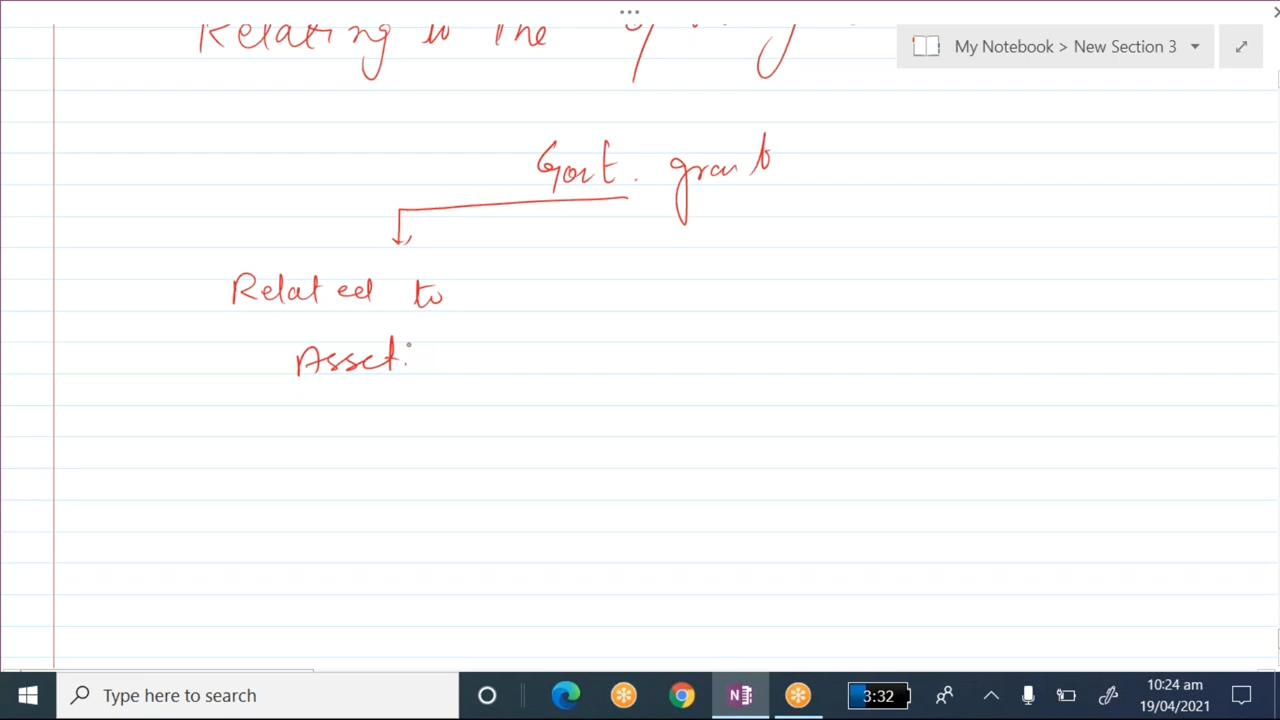 Relating to the
My Notebook > New Section 3
Govt. grant
Related to
Asset.
Type here to search
3:32
10:24 am
19/04/2021